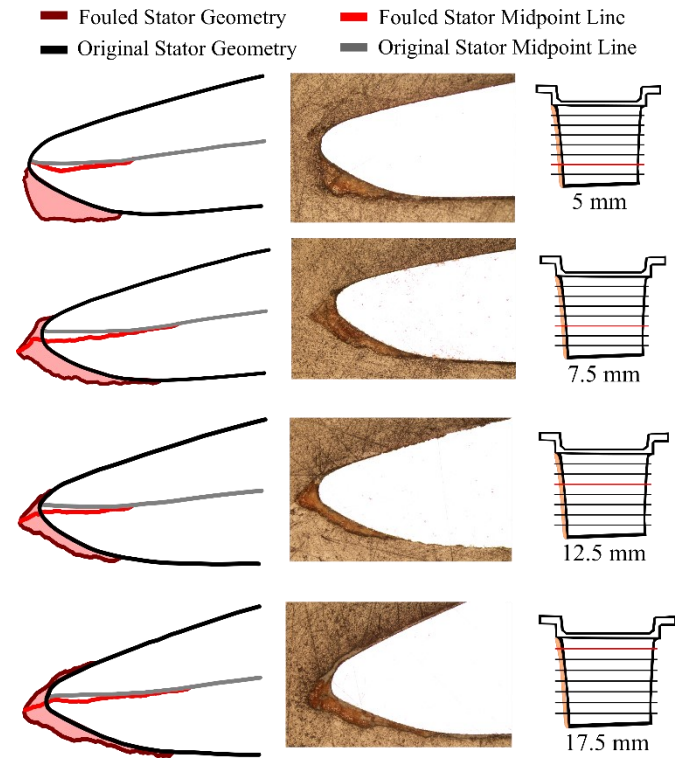 Fouled Stator Geometry
Fouled Stator Midpoint Line
Original Stator Geometry
Original Stator Midpoint Line
5 mm
7.5 mm
12.5 mm
17.5 mm